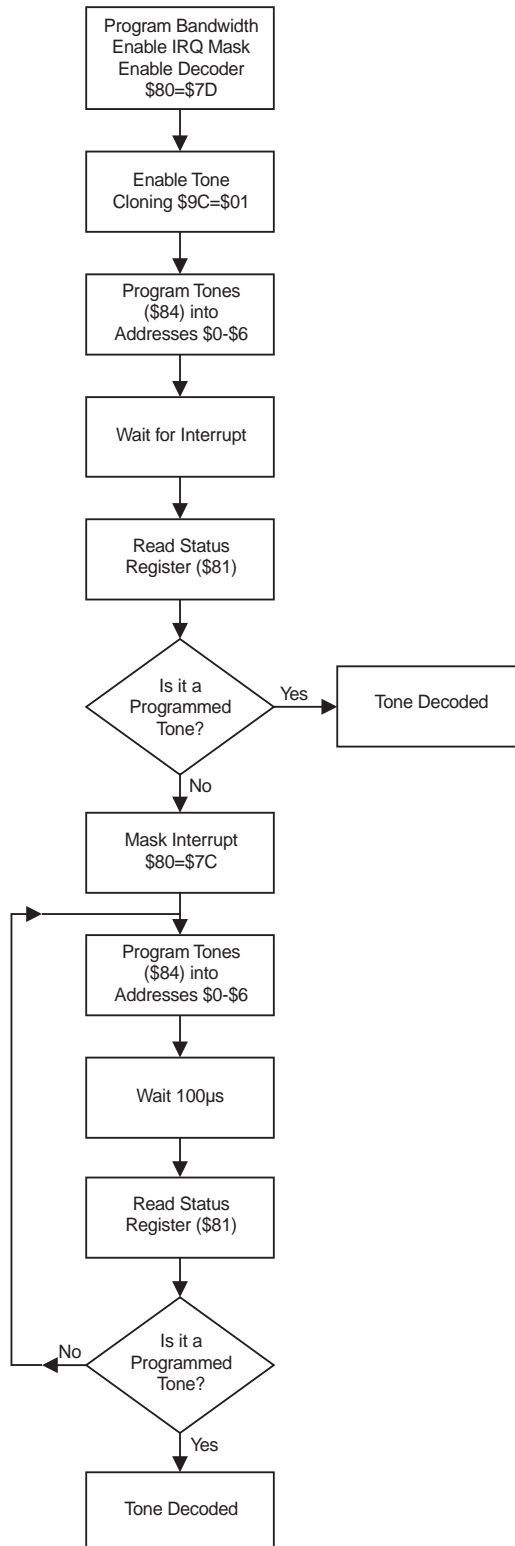 Program Bandwidth
Enable IRQ Mask
Enable Decoder
$80=$7D
Enable Tone
Cloning $9C=$01
Program Tones
($84) into
Addresses $0-$6
Wait for Interrupt
Read Status
Register ($81)
Is it a
Programmed
Tone?
Yes
Tone Decoded
No
Mask Interrupt
$80=$7C
Program Tones
($84) into
Addresses $0-$6
Wait 100µs
Read Status
Register ($81)
Is it a
Programmed
Tone?
No
Yes
Tone Decoded